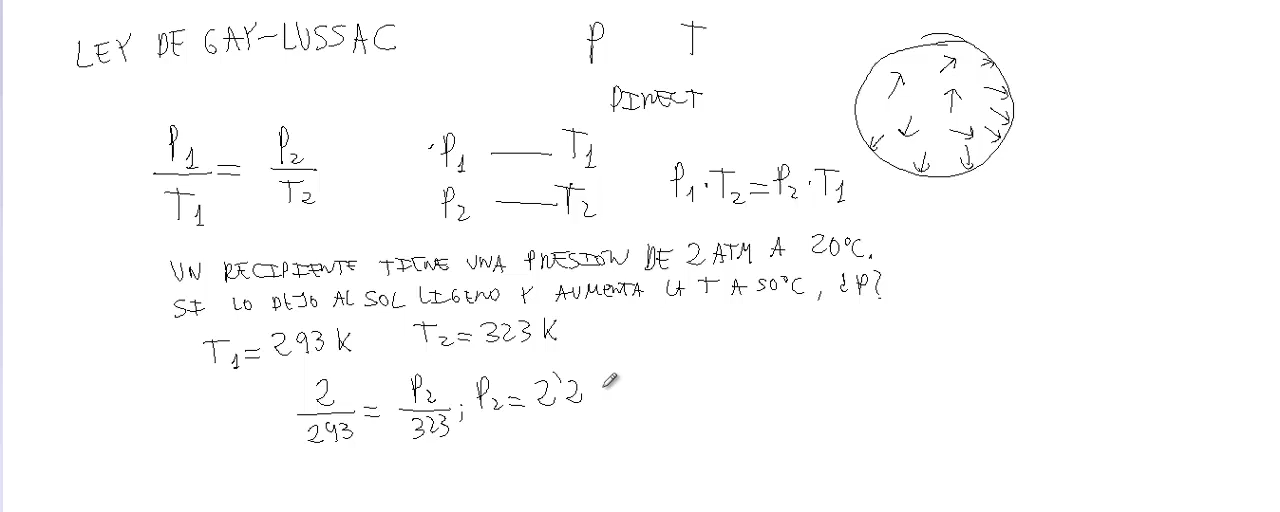 LEY DE GAY-LUSSAC
P T
DIRECT
P₁/T₁ = P₂/T₂
P₁ — T₁
P₂ — T₂
P₁·T₂=P₂·T₁
UN RECIPIENTE TIENE UNA PRESIÓN DE 2 ATM A 20°C.
SI LO DEJO AL SOL LIGERO Y AUMENTA LA T A 50°C, ¿P?
T₁=293 K T₂=323 K
2/293 = P₂/323; P₂=2'2